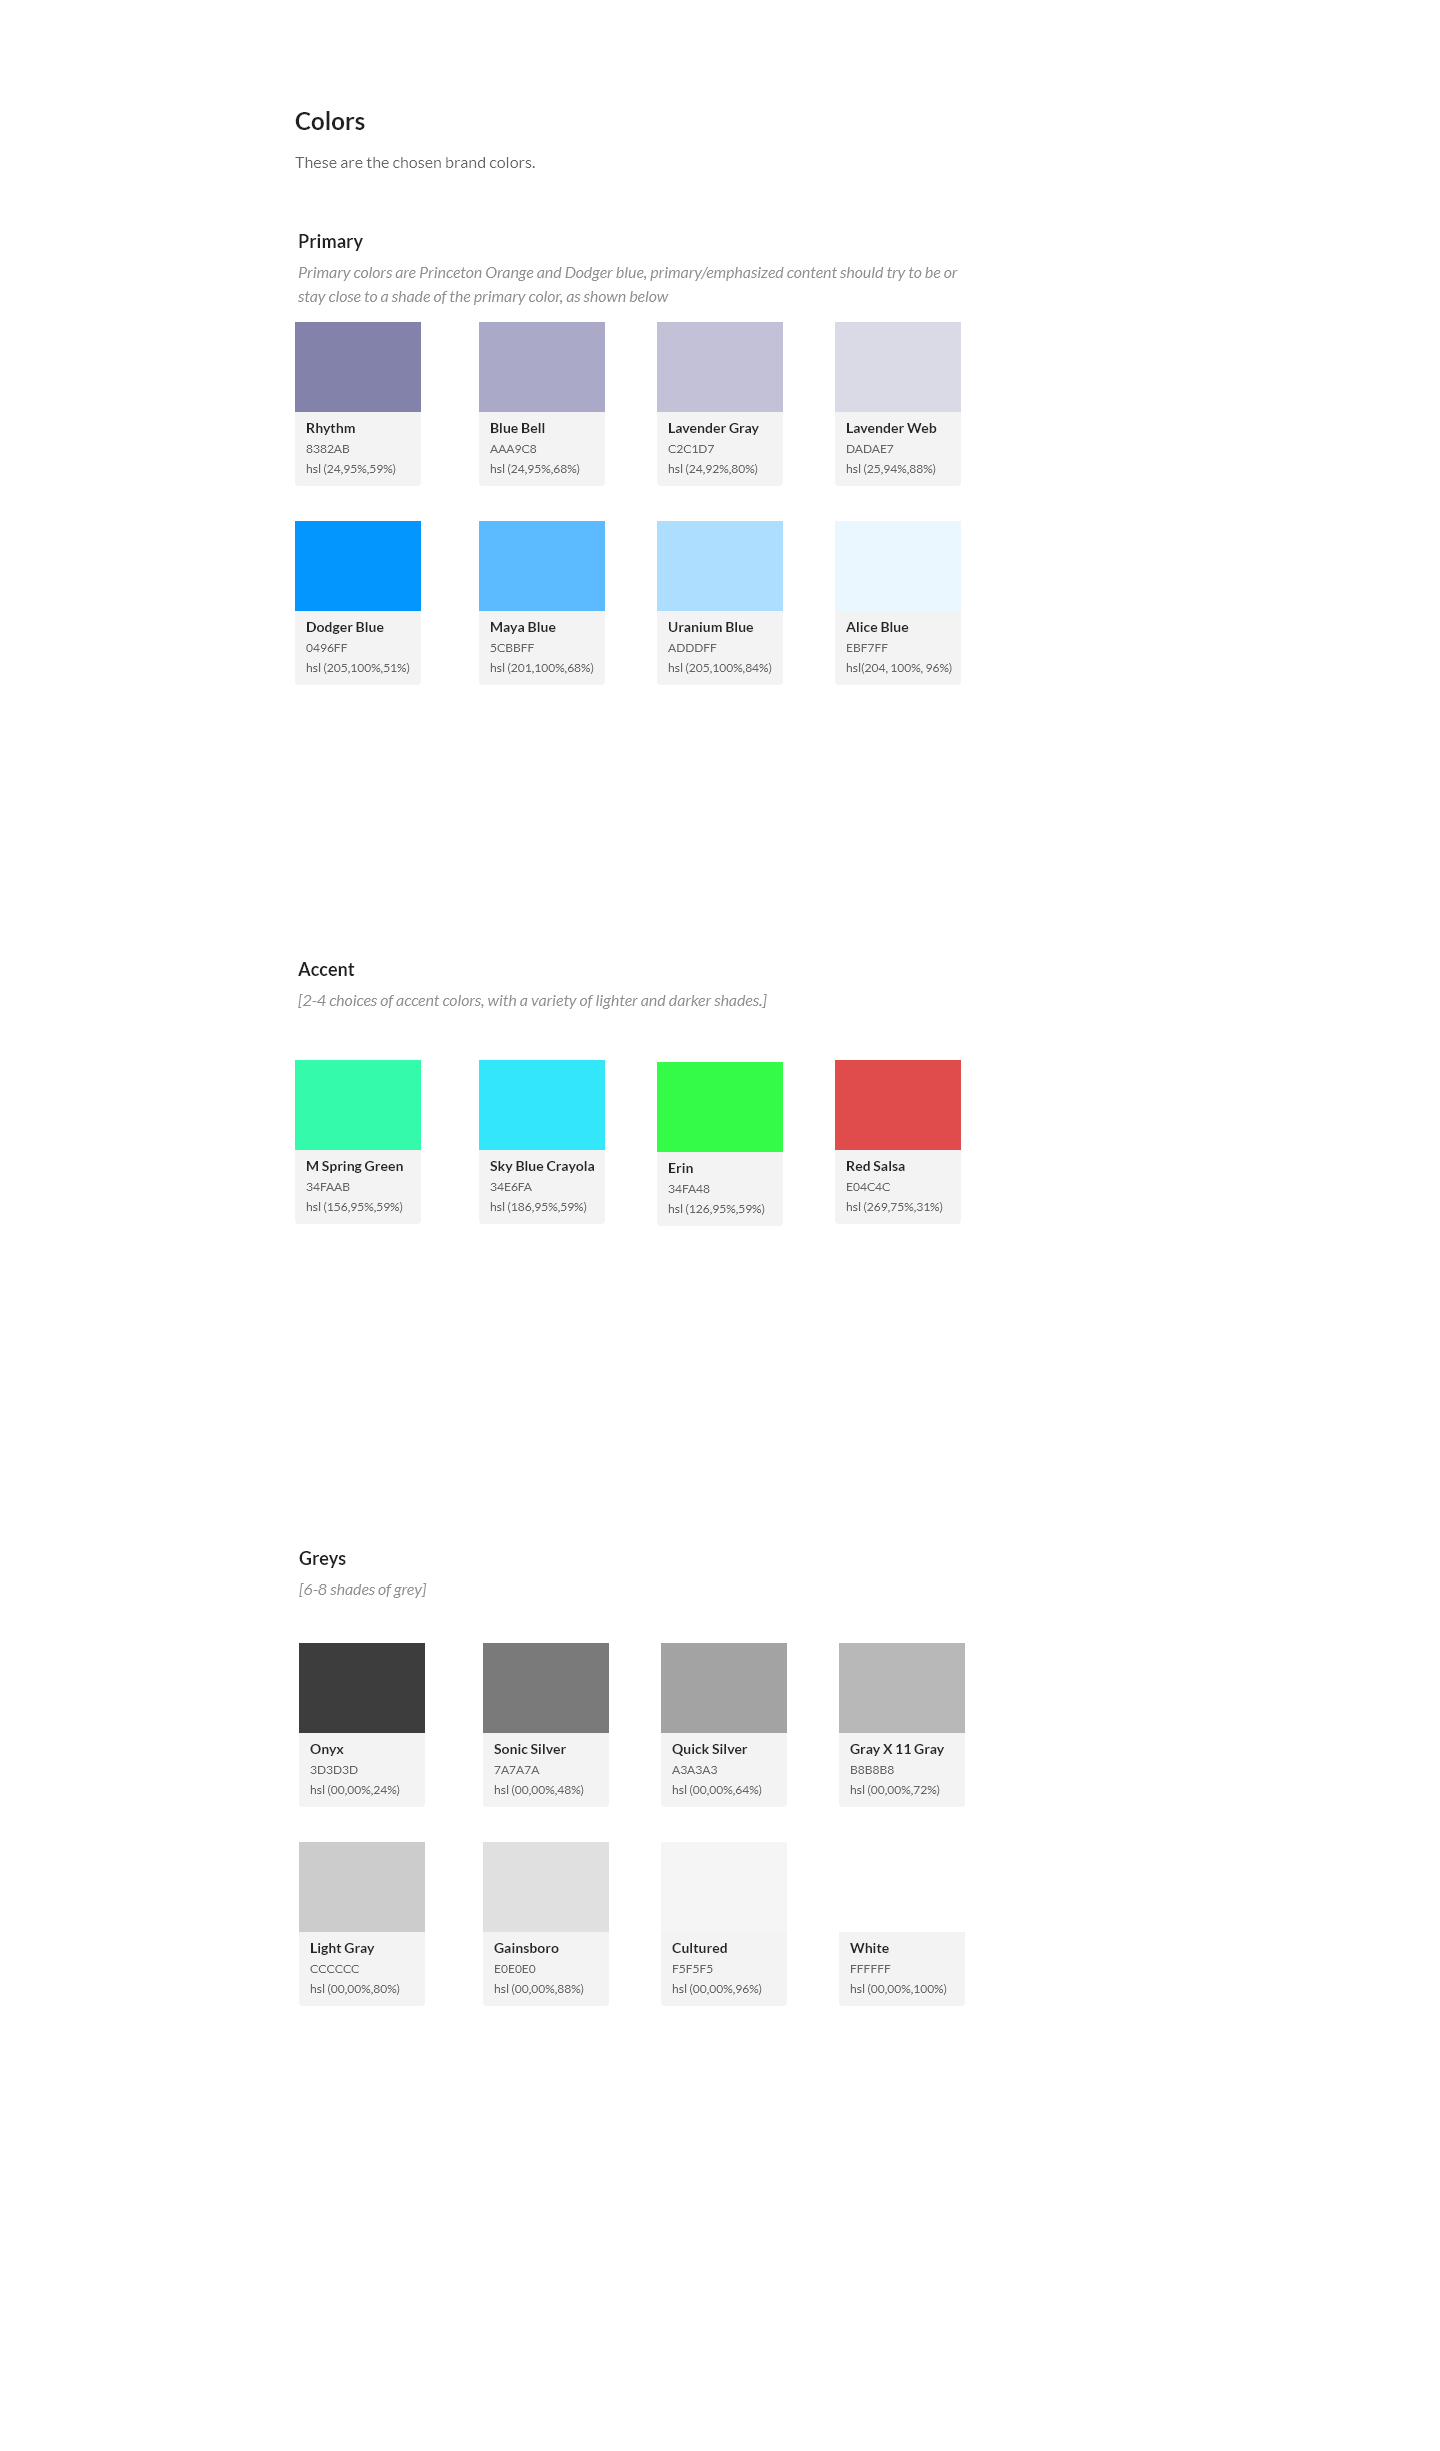 Colors
These are the chosen brand colors.
Primary
Primary colors are Princeton Orange and Dodger blue, primary/emphasized content should try to be or
stay close to a shade of the primary color, as shown below
Rhythm
8382AB
hsl (24,95%,59%)
Blue Bell
AAA9C8
hsl (24,95%,68%)
Lavender Gray
C2C1D7
hsl (24,92%,80%)
Lavender Web
DADAE7
hsl (25,94%,88%)
Dodger Blue
0496FF
hsl (205,100%,51%)
Maya Blue
5CBBFF
hsl (201,100%,68%)
Uranium Blue
ADDDFF
hsl (205,100%,84%)
Alice Blue
EBF7FF
hsl(204, 100%, 96%)
Accent
[2-4 choices of accent colors, with a variety of lighter and darker shades.]
M Spring Green
34FAAB
hsl (156,95%,59%)
Sky Blue Crayola
34E6FA
hsl (186,95%,59%)
Erin
34FA48
hsl (126,95%,59%)
Red Salsa
E04C4C
hsl (269,75%,31%)
Greys
[6-8 shades of grey]
Onyx
3D3D3D
hsl (00,00%,24%)
Sonic Silver
7A7A7A
hsl (00,00%,48%)
Quick Silver
A3A3A3
hsl (00,00%,64%)
Gray X 11 Gray
B8B8B8
hsl (00,00%,72%)
Light Gray
CCCCCC
hsl (00,00%,80%)
Gainsboro
E0E0E0
hsl (00,00%,88%)
Cultured
F5F5F5
hsl (00,00%,96%)
White
FFFFFF
hsl (00,00%,100%)